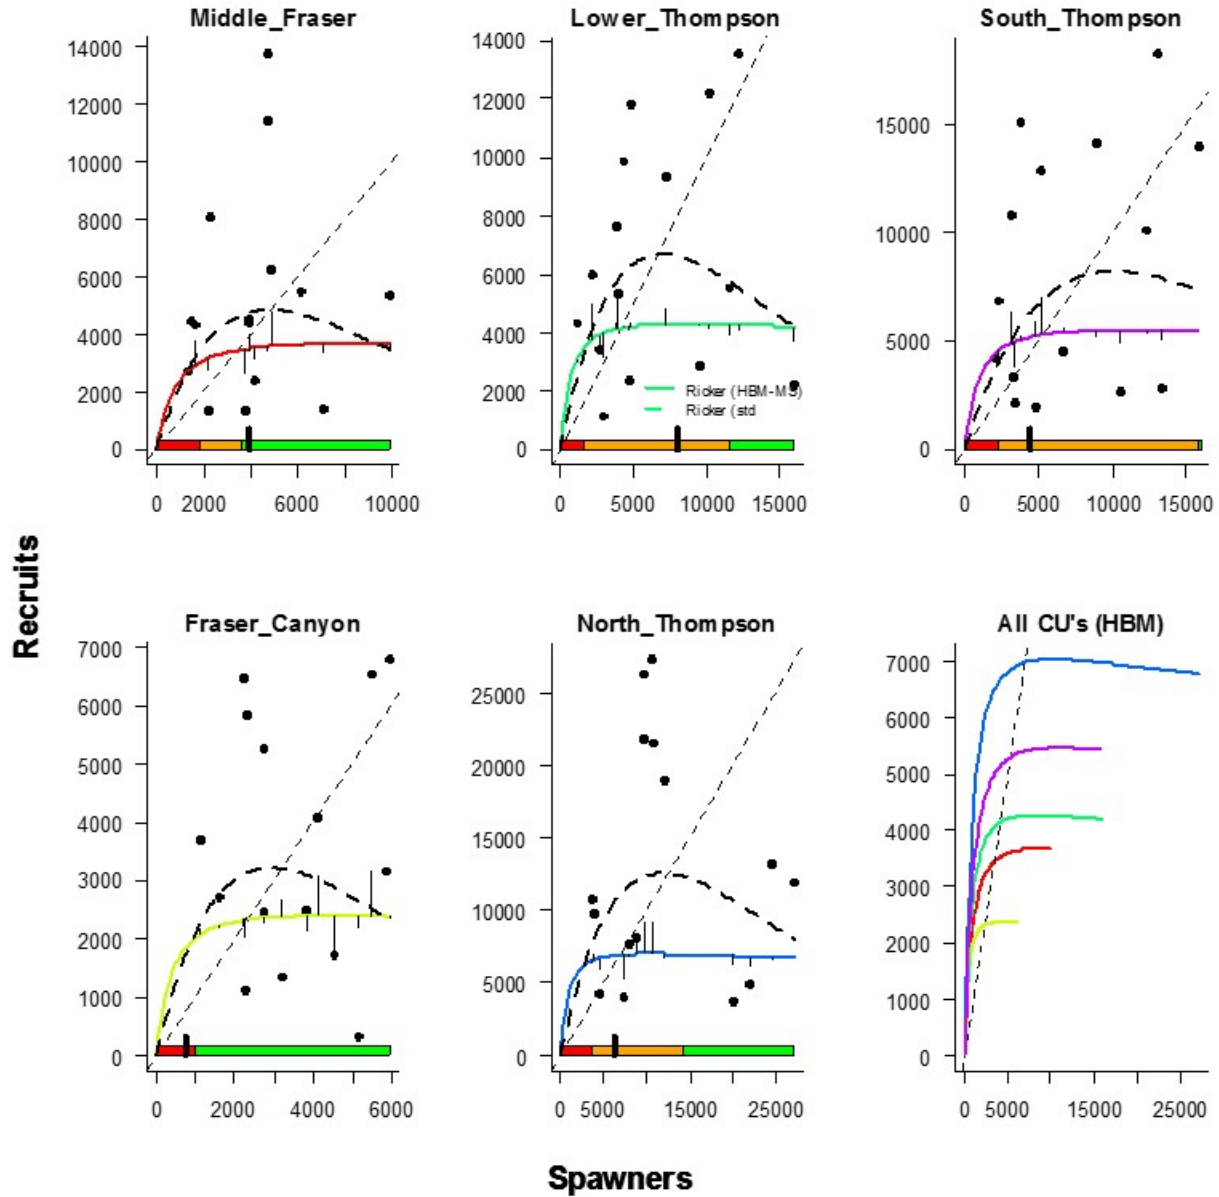 Middle_Fraser
Lower_Thompson
South_Thompson
14000
12000
10000
8000
6000
4000
2000
0
0 2000 6000 10000
14000
12000
10000
8000
6000
4000
2000
0
Ricker (HBM-MS)
Ricker (std
0 5000 10000 15000
15000
10000
5000
0
0 5000 10000 15000
Recruits
Fraser_Canyon
North_Thompson
All CU's (HBM)
7000
6000
5000
4000
3000
2000
1000
0
0 2000 4000 6000
25000
20000
15000
10000
5000
0
0 5000 15000 25000
7000
6000
5000
4000
3000
2000
1000
0
0 5000 15000 25000
Spawners